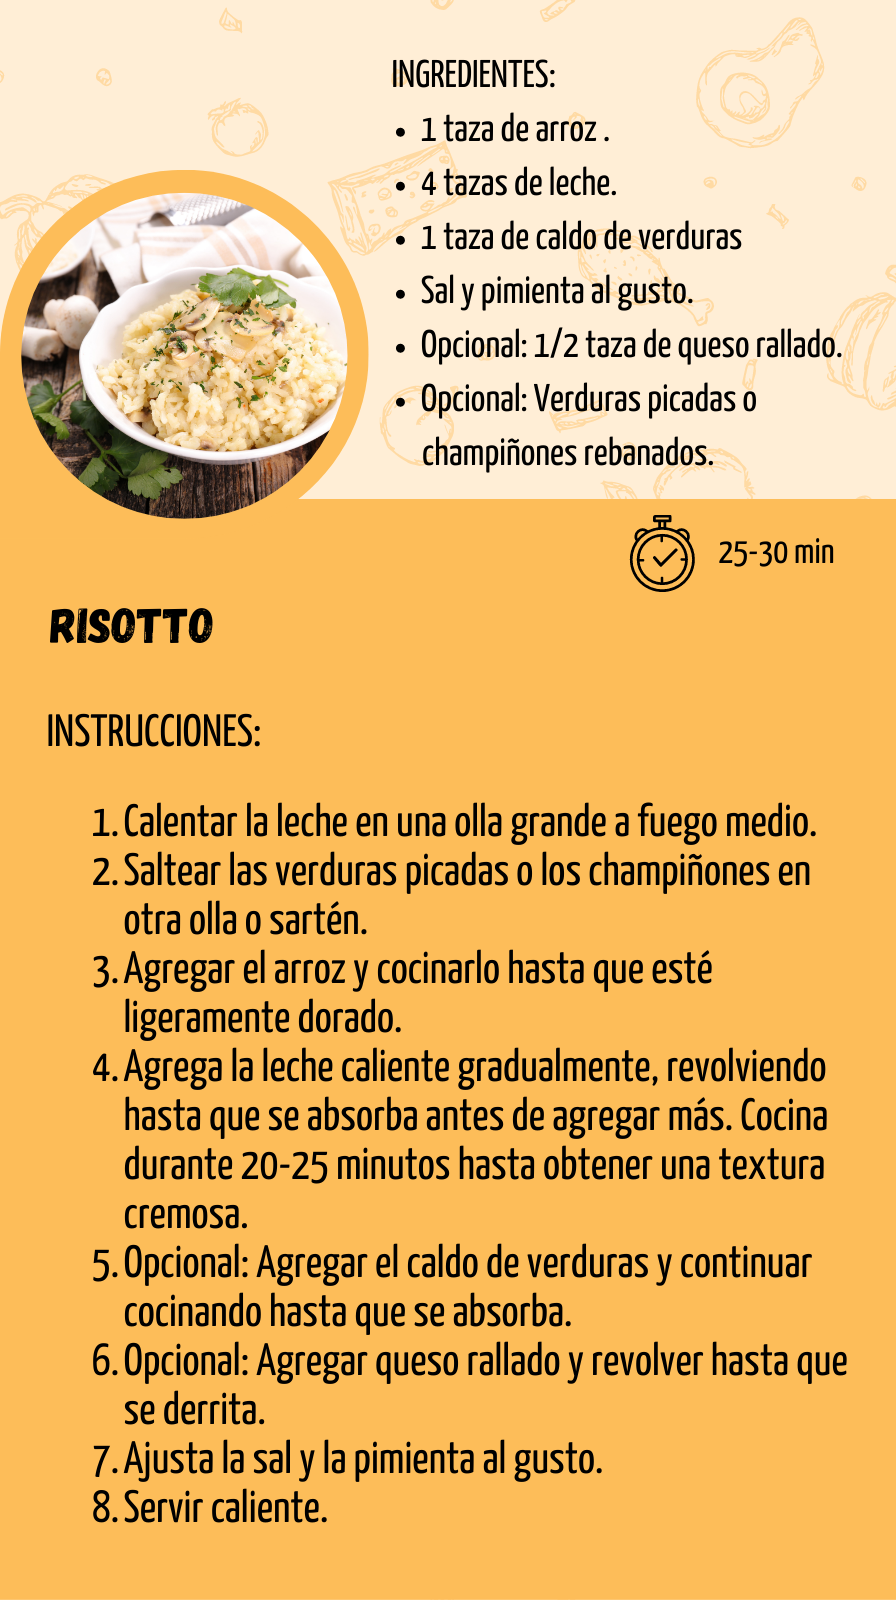 INGREDIENTES:
• 1 taza de arroz .
• 4 tazas de leche.
• 1 taza de caldo de verduras
• Sal y pimienta al gusto.
• Opcional: 1/2 taza de queso rallado.
• Opcional: Verduras picadas o
champiñones rebanados.
25-30 min
RISOTTO
INSTRUCCIONES:
1. Calentar la leche en una olla grande a fuego medio.
2. Saltear las verduras picadas o los champiñones en
otra olla o sartén.
3. Agregar el arroz y cocinarlo hasta que esté
ligeramente dorado.
4. Agrega la leche caliente gradualmente, revolviendo
hasta que se absorba antes de agregar más. Cocina
durante 20-25 minutos hasta obtener una textura
cremosa.
5. Opcional: Agregar el caldo de verduras y continuar
cocinando hasta que se absorba.
6. Opcional: Agregar queso rallado y revolver hasta que
se derrita.
7. Ajusta la sal y la pimienta al gusto.
8. Servir caliente.